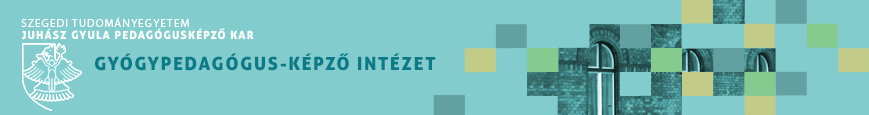 SZEGEDI TUDOMÁNYEGYETEM
JUHÁSZ GYULA PEDAGÓGUSKÉPZŐ KAR
GYÓGYPEDAGÓGUS-KÉPZŐ INTÉZET